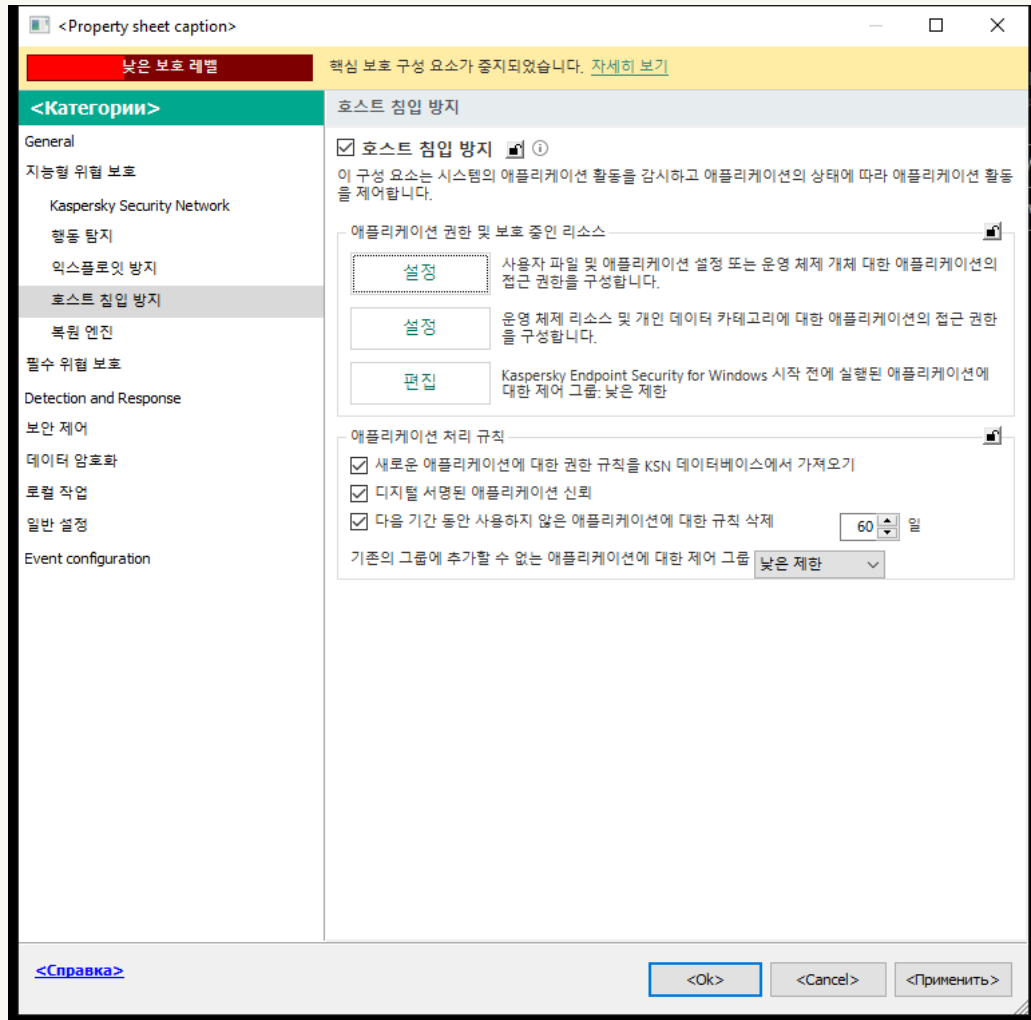 <Property sheet caption>
낮은 보호 레벨
핵심 보호 구성 요소가 중지되었습니다. 자세히 보기
<Категории>
General
지능형 위협 보호
Kaspersky Security Network
행동 탐지
익스플로잇 방지
호스트 침입 방지
복원 엔진
필수 위협 보호
Detection and Response
보안 제어
데이터 암호화
로컬 작업
일반 설정
Event configuration
호스트 침입 방지
호스트 침입 방지
이 구성 요소는 시스템의 애플리케이션 활동을 감시하고 애플리케이션의 상태에 따라 애플리케이션 활동
을 제어합니다.
애플리케이션 권한 및 보호 중인 리소스
설정
사용자 파일 및 애플리케이션 설정 또는 운영 체제 개체 대한 애플리케이션의
접근 권한을 구성합니다.
설정
운영 체제 리소스 및 개인 데이터 카테고리에 대한 애플리케이션의 접근 권한
을 구성합니다.
편집
Kaspersky Endpoint Security for Windows 시작 전에 실행된 애플리케이션에
대한 제어 그룹: 낮은 제한
애플리케이션 처리 규칙
새로운 애플리케이션에 대한 권한 규칙을 KSN 데이터베이스에서 가져오기
디지털 서명된 애플리케이션 신뢰
다음 기간 동안 사용하지 않은 애플리케이션에 대한 규칙 삭제 60 일
기존의 그룹에 추가할 수 없는 애플리케이션에 대한 제어 그룹 낮은 제한
<Справка>
<Ok> <Cancel> <Применить>